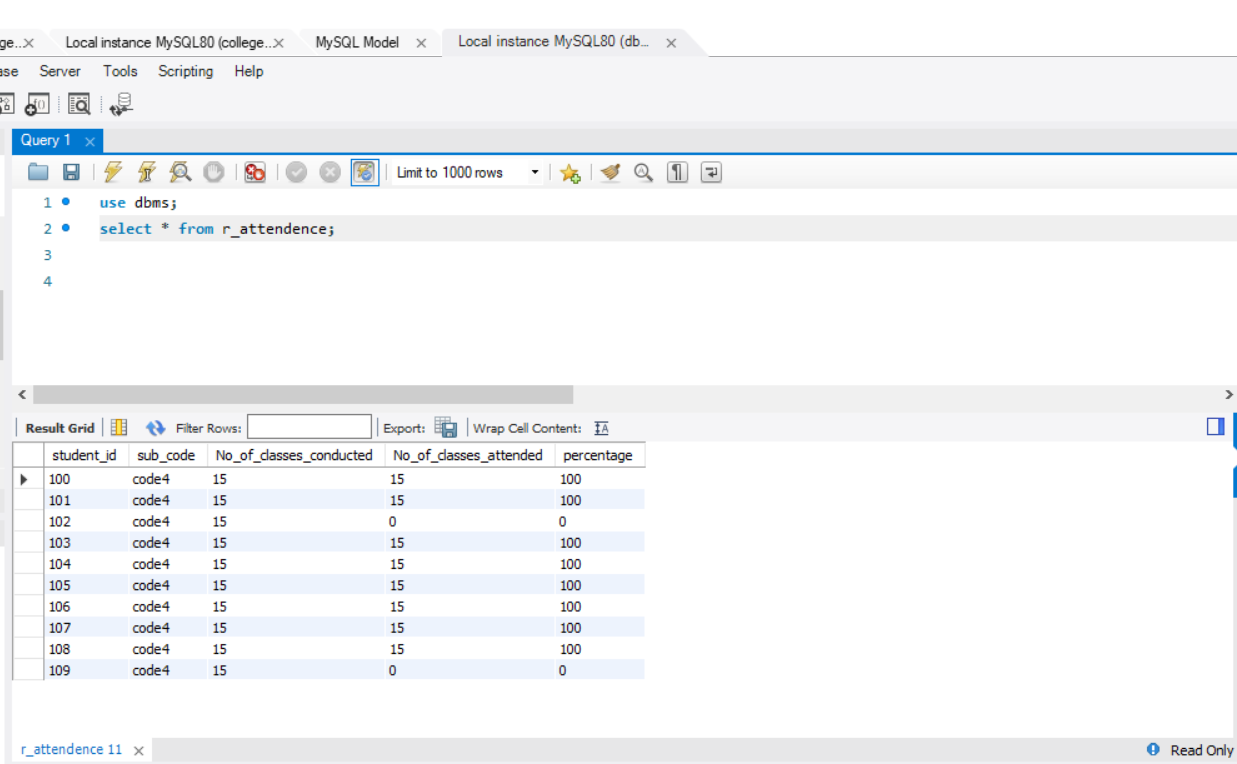 ge..× Local instance MySQL80 (college..× MySQL Model × Local instance MySQL80 (db... ×
ase Server Tools Scripting Help
Query 1 ×
Limit to 1000 rows
1 use dbms;
2 select * from r_attendence;
3
4
Result Grid Filter Rows: Export: Wrap Cell Content: IA
student_id sub_code No_of_classes_conducted No_of_classes_attended percentage
100 code4 15 15 100
101 code4 15 15 100
102 code4 15 0 0
103 code4 15 15 100
104 code4 15 15 100
105 code4 15 15 100
106 code4 15 15 100
107 code4 15 15 100
108 code4 15 15 100
109 code4 15 0 0
r_attendence 11 × Read Only